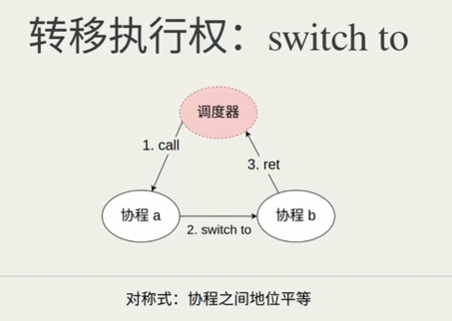 转移执行权：switch to
调度器
1. call
3. ret
协程 a
协程 b
2. switch to
对称式：协程之间地位平等